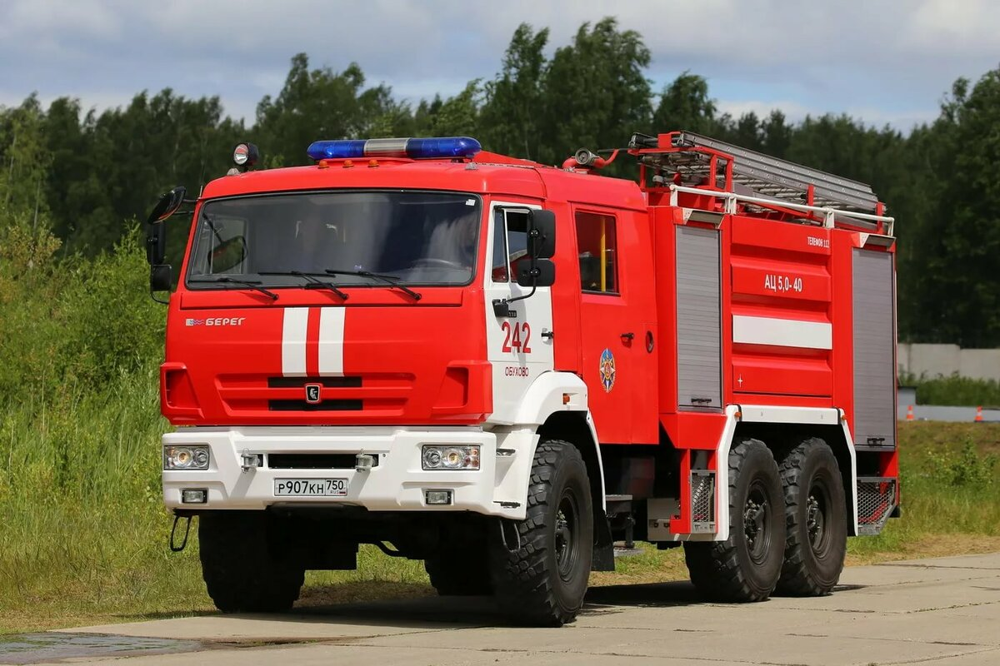 БЕРЕГ
242
ОБУХОВО
Р907КН 750
RUS
ТЕЛЕФОН 112
АЦ 5,0-40